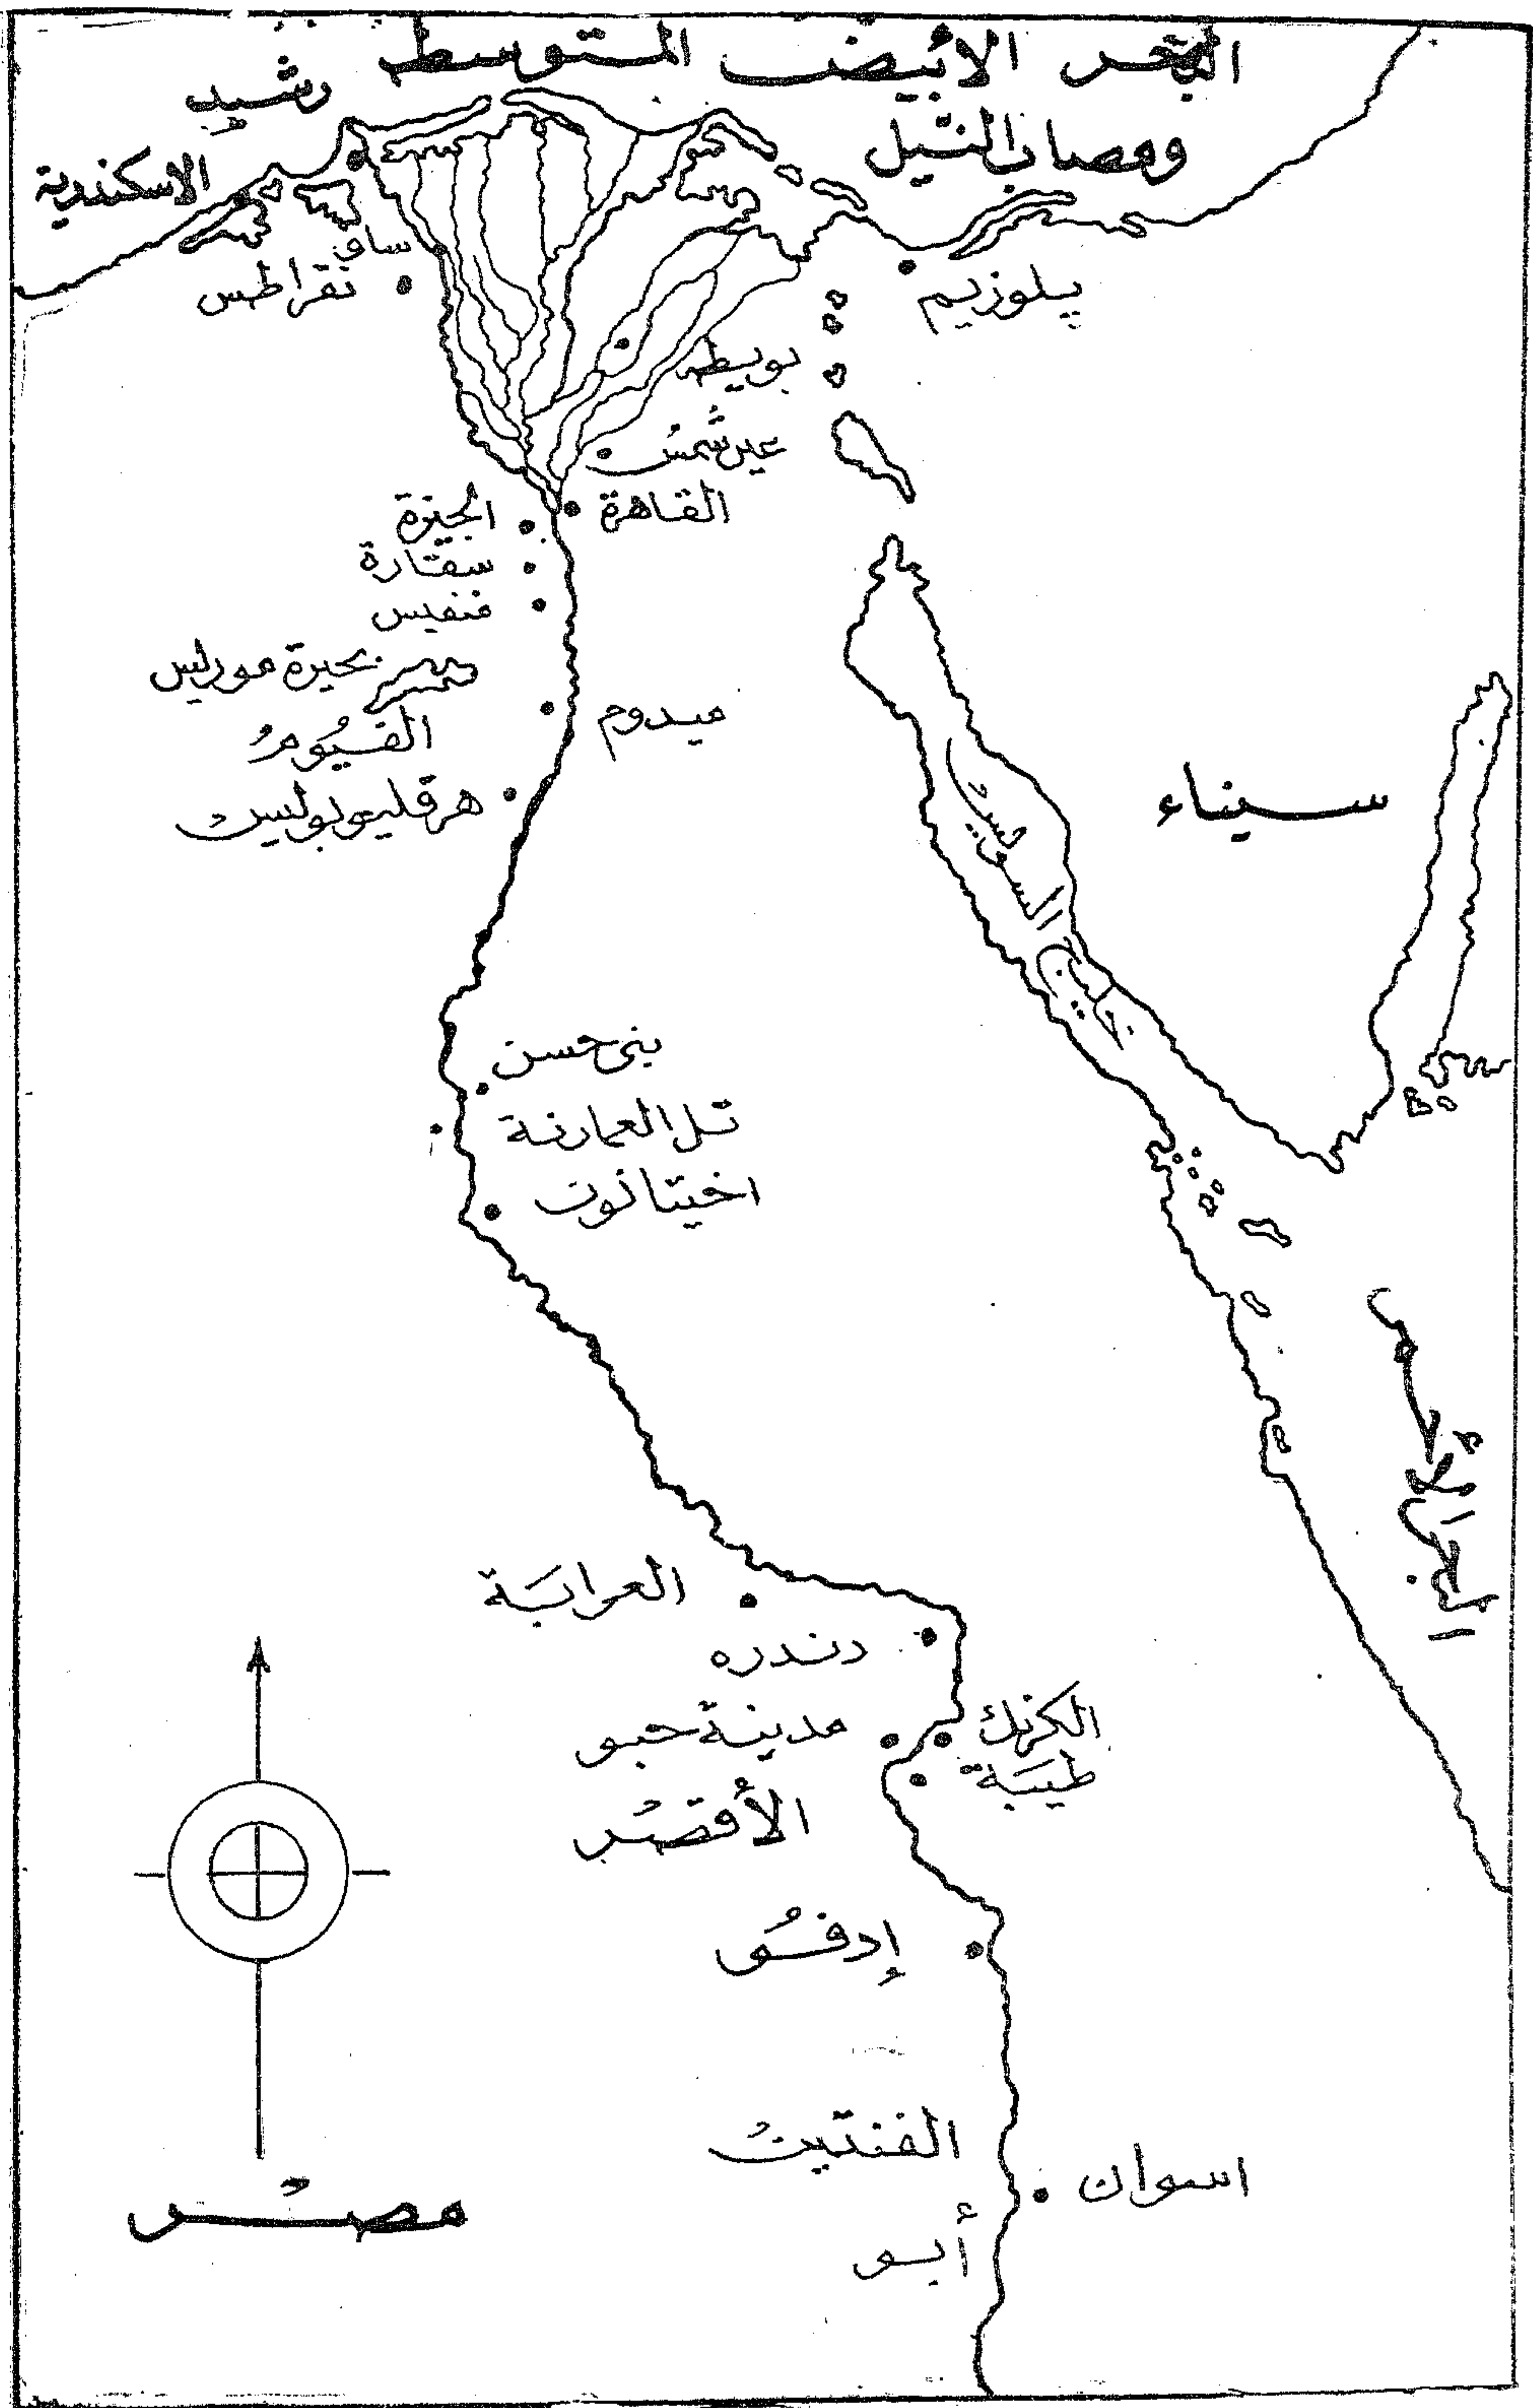 البحر الأبيض المتوسط
ومصاب النيل
رشيد
الاسكندرية
ساو
نقراطس
پلوزيم
بويسطه
عين شمس
القاهرة
الجيزة
سقارة
منفيس
بحيرة موريس
ميدوم
الفيوم
هرقليوبوليس
سيناء
خليج السويس
بنى حسن
تل العمارنة
اخيتاتون
البحر الأحمر
العرابة
دندره
مدينة حبو
الكرنك
طيبة
الأقصر
إدفو
الفنتين
اسوان
أبو
مصر